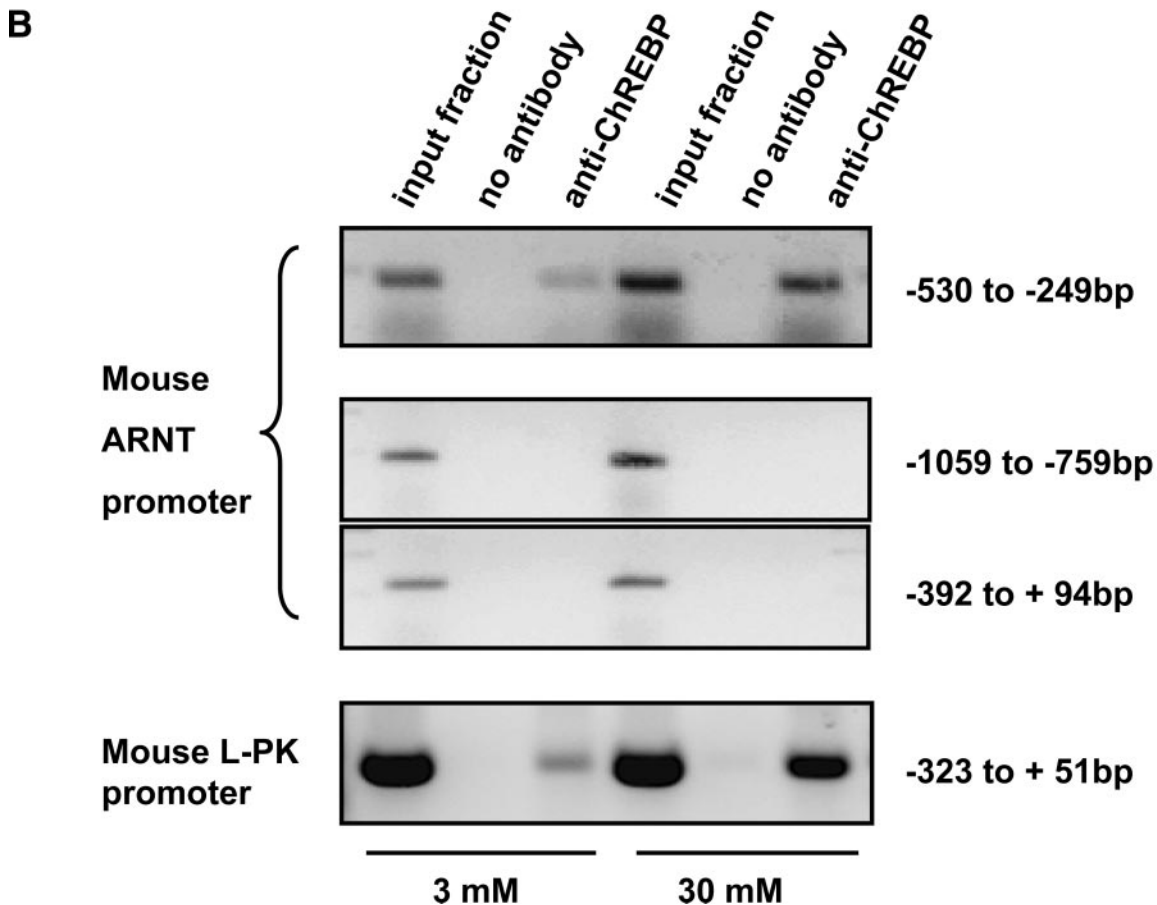 B
input fraction
no antibody
anti-ChREBP
input fraction
no antibody
anti-ChREBP
-530 to -249bp
Mouse
ARNT
promoter
-1059 to -759bp
-392 to + 94bp
Mouse L-PK
promoter
-323 to + 51bp
3 mM
30 mM